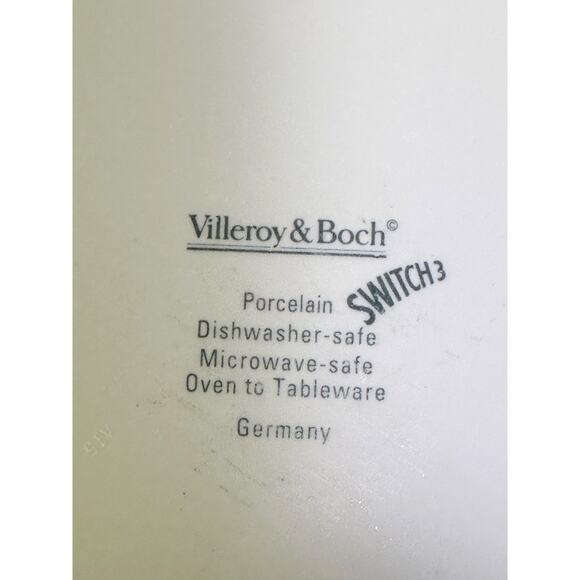 Villeroy & Boch©
SWITCH 3
Porcelain
Dishwasher-safe
Microwave-safe
Oven to Tableware
Germany